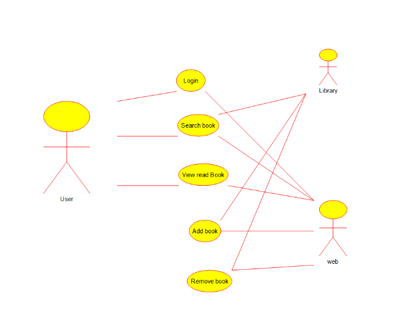 Login
Library
Search book
View read Book
User
Add book
web
Remove book